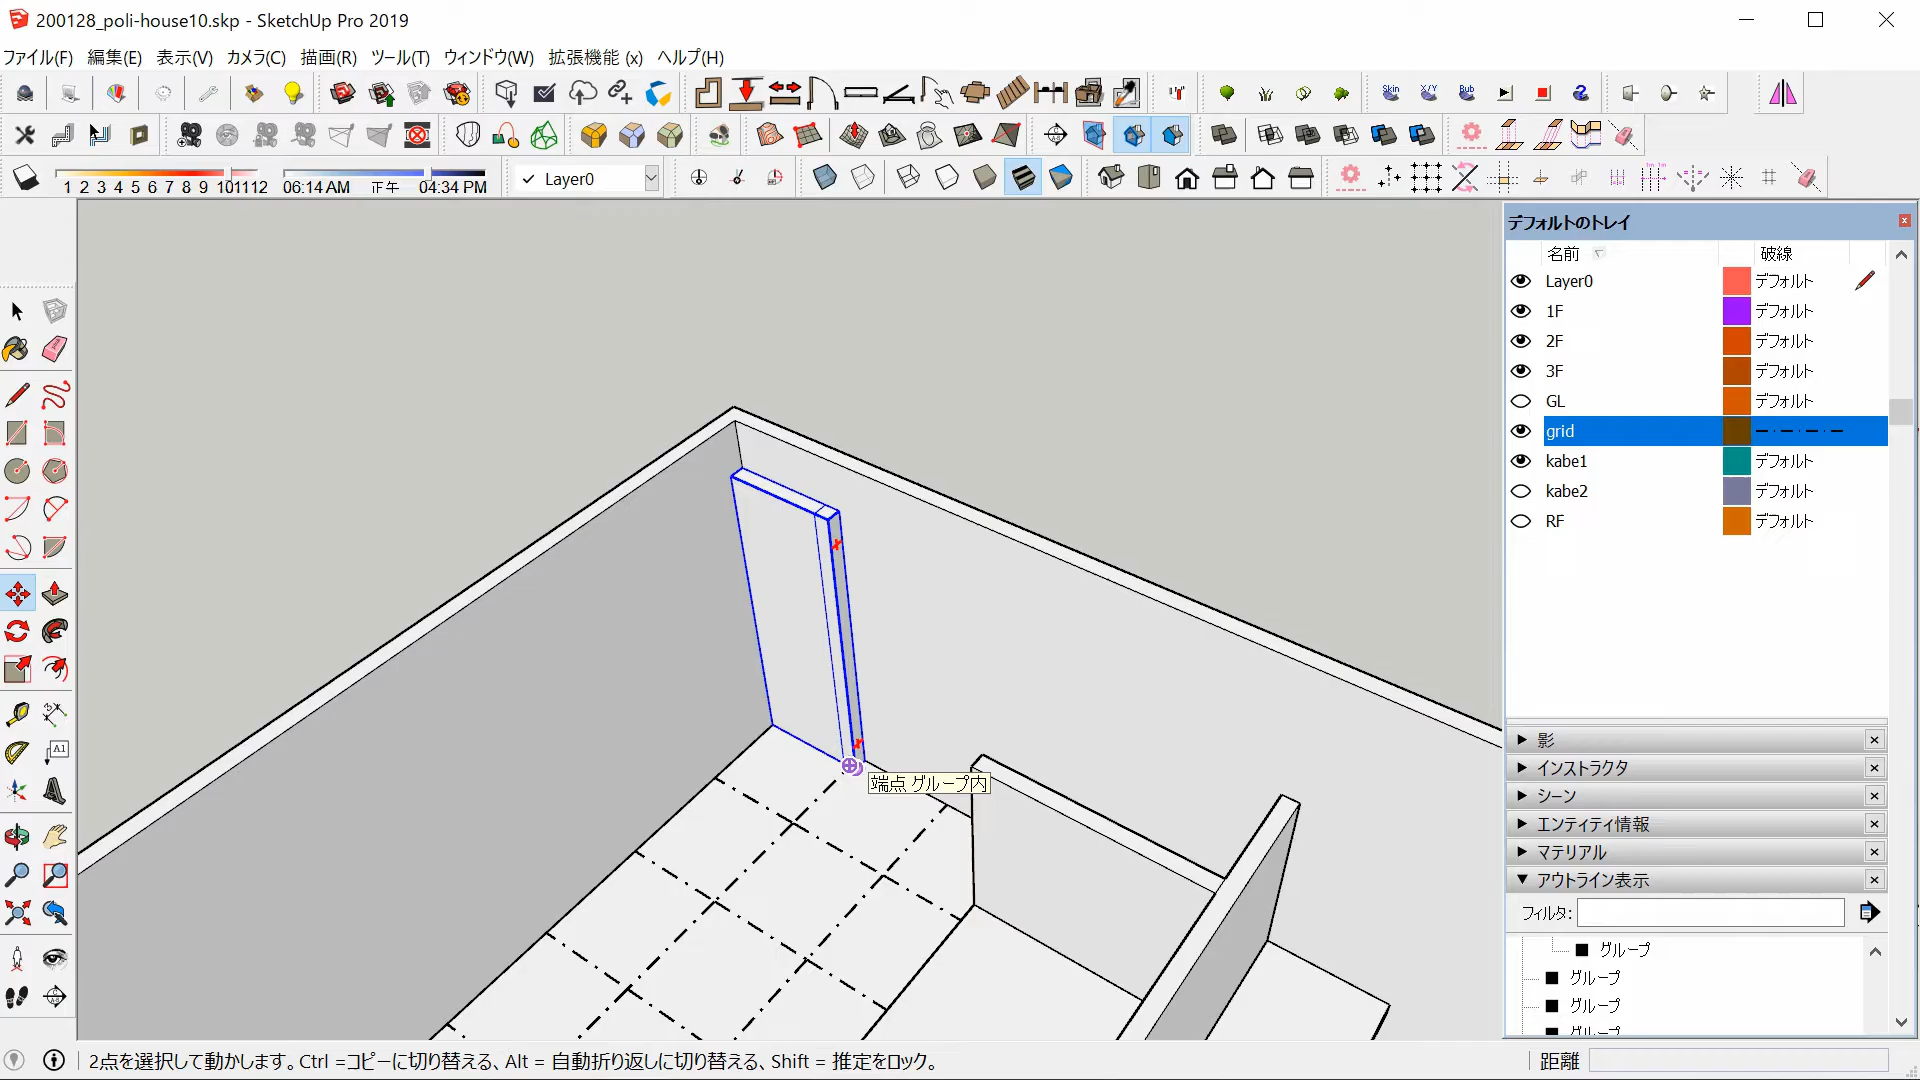 200128_poli-house10.skp - SketchUp Pro 2019
ファイル(F) 編集(E) 表示(V) カメラ(C) 描画(R) ツール(T) ウィンドウ(W) 拡張機能 (x) ヘルプ(H)
Skin X/Y Bub
1 2 3 4 5 6 7 8 9 101112 06:14 AM 正午 04:34 PM Layer0
デフォルトのトレイ
名前 破線
Layer0 デフォルト
1F デフォルト
2F デフォルト
3F デフォルト
GL デフォルト
grid
kabe1 デフォルト
kabe2 デフォルト
RF デフォルト
A1
端点 グループ内
影
インストラクタ
シーン
エンティティ情報
マテリアル
アウトライン表示
フィルタ:
グループ
グループ
グループ
グループ
2点を選択して動かします。Ctrl =コピーに切り替える、Alt = 自動折り返しに切り替える、Shift = 推定をロック。
距離